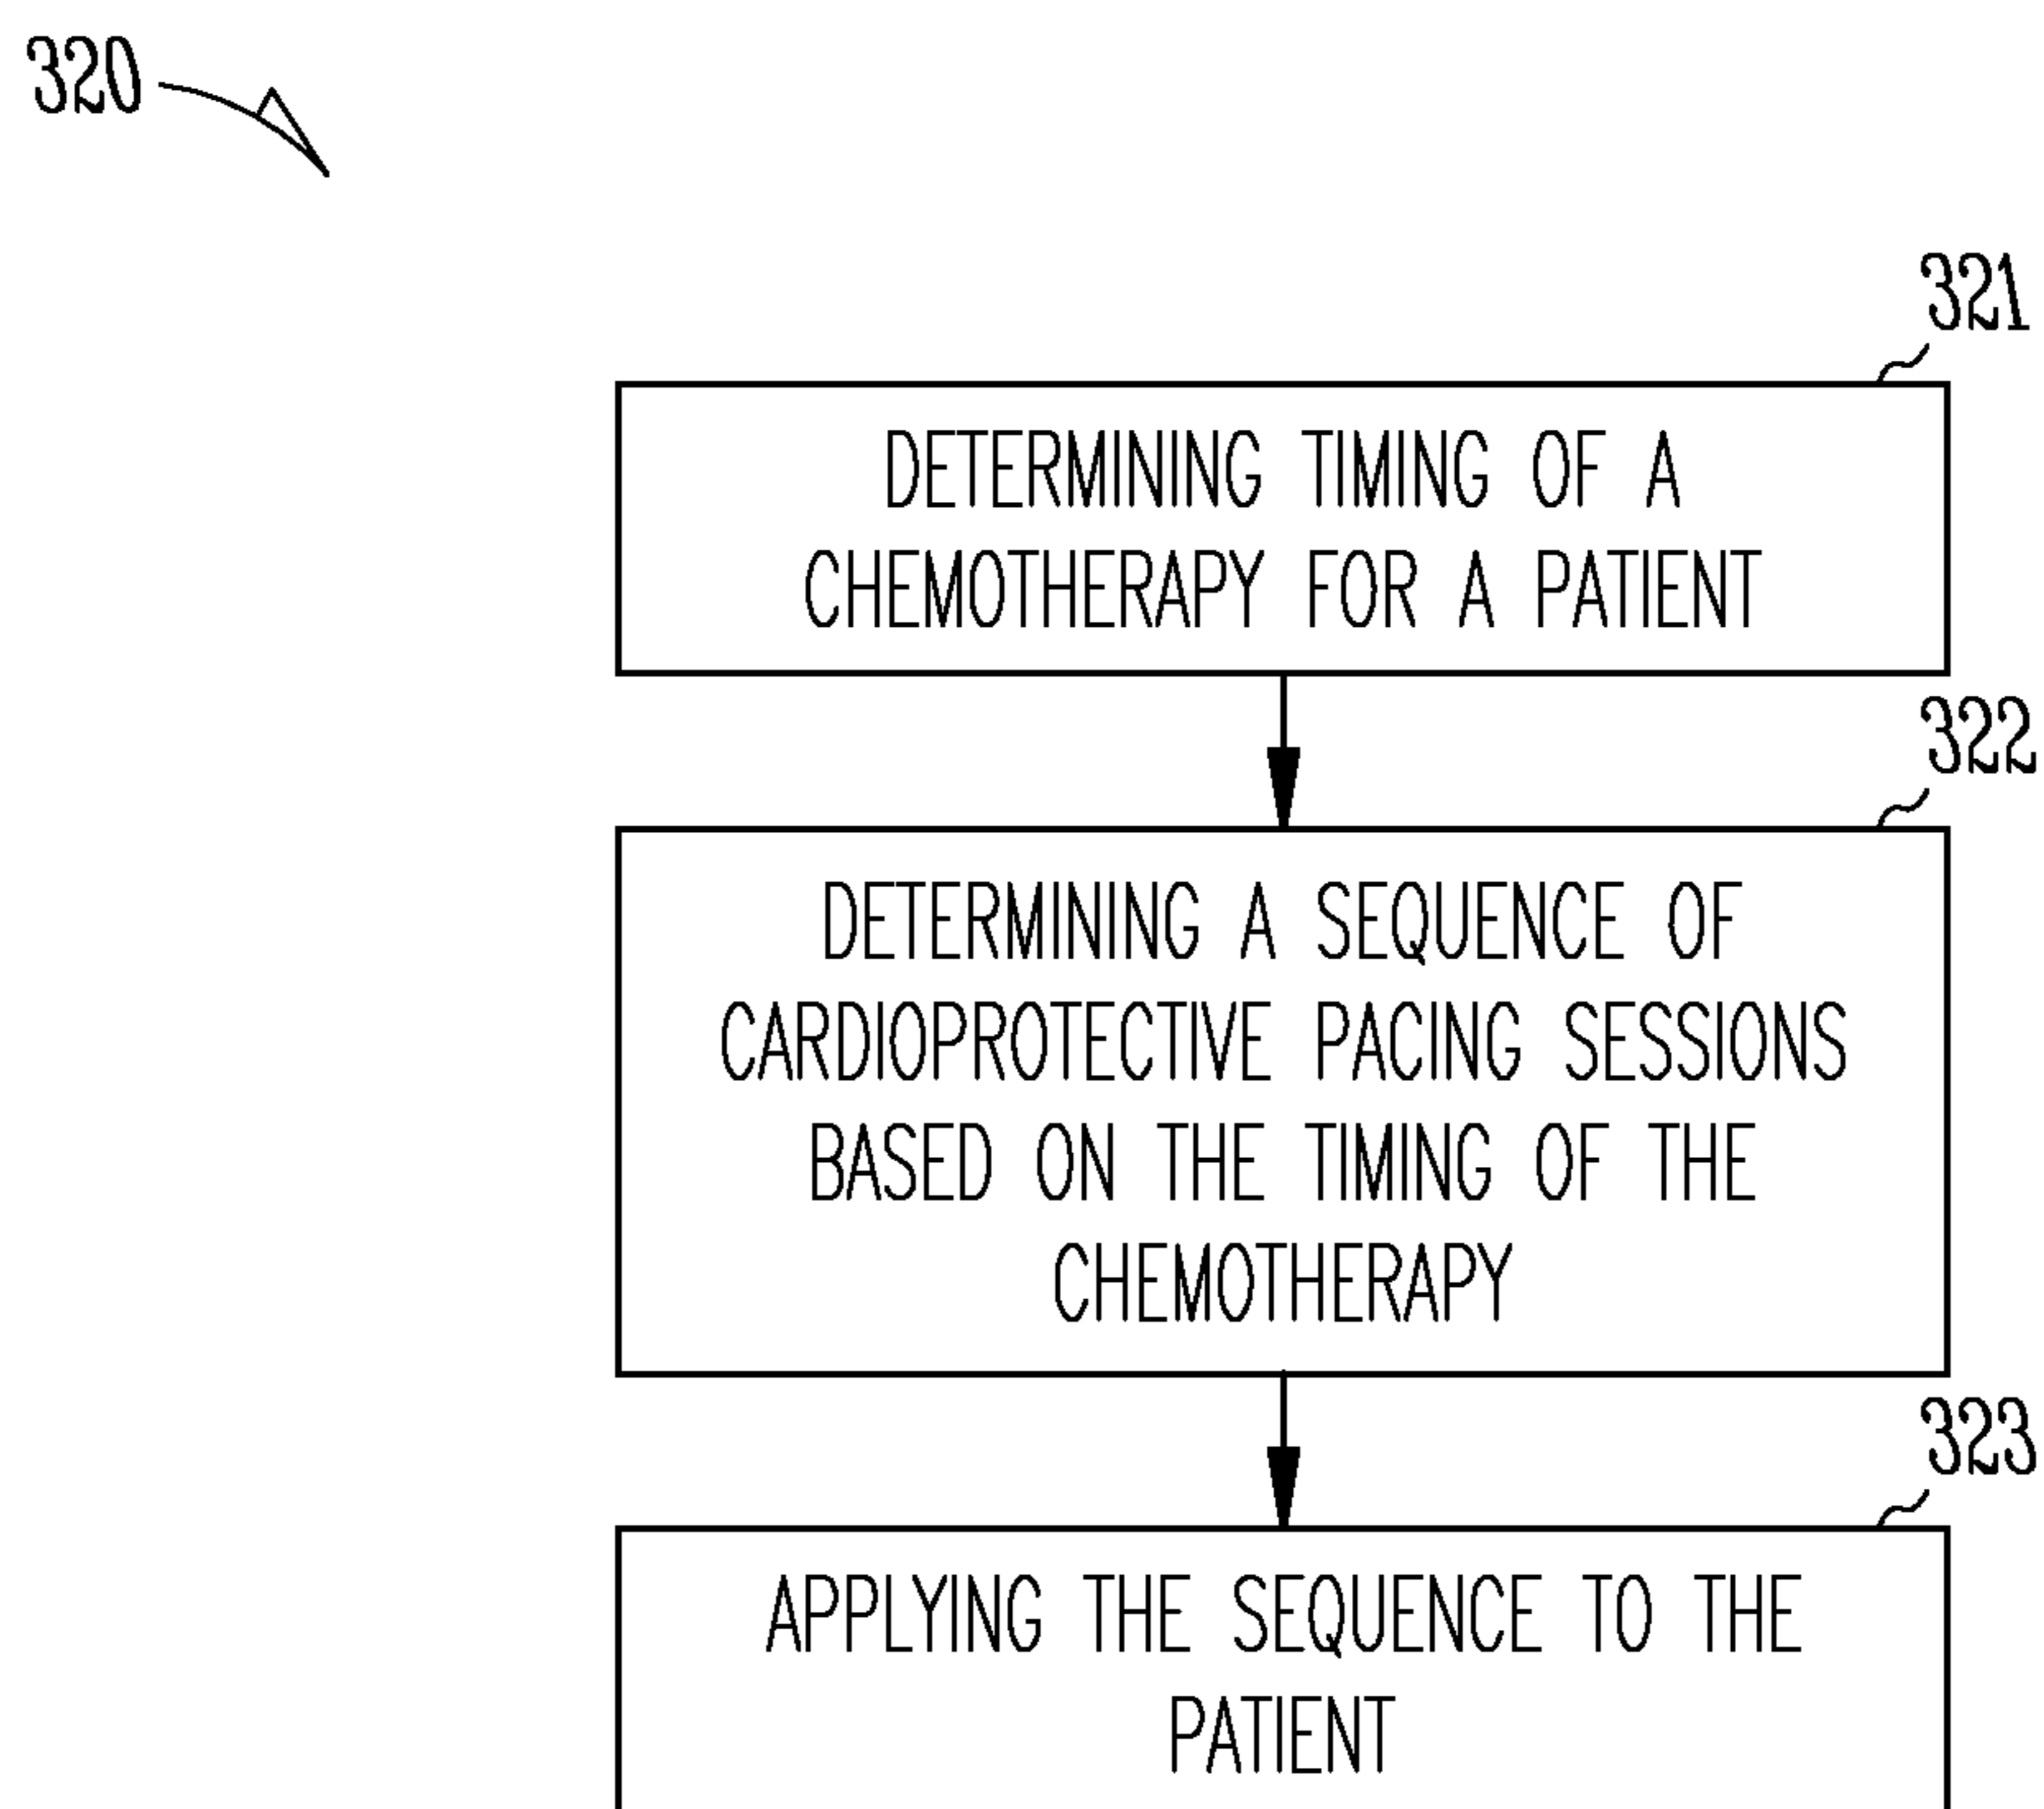 320
321
DETERMINING TIMING OF A
CHEMOTHERAPY FOR A PATIENT
322
DETERMINING A SEQUENCE OF
CARDIOPROTECTIVE PACING SESSIONS
BASED ON THE TIMING OF THE
CHEMOTHERAPY
323
APPLYING THE SEQUENCE TO THE
PATIENT